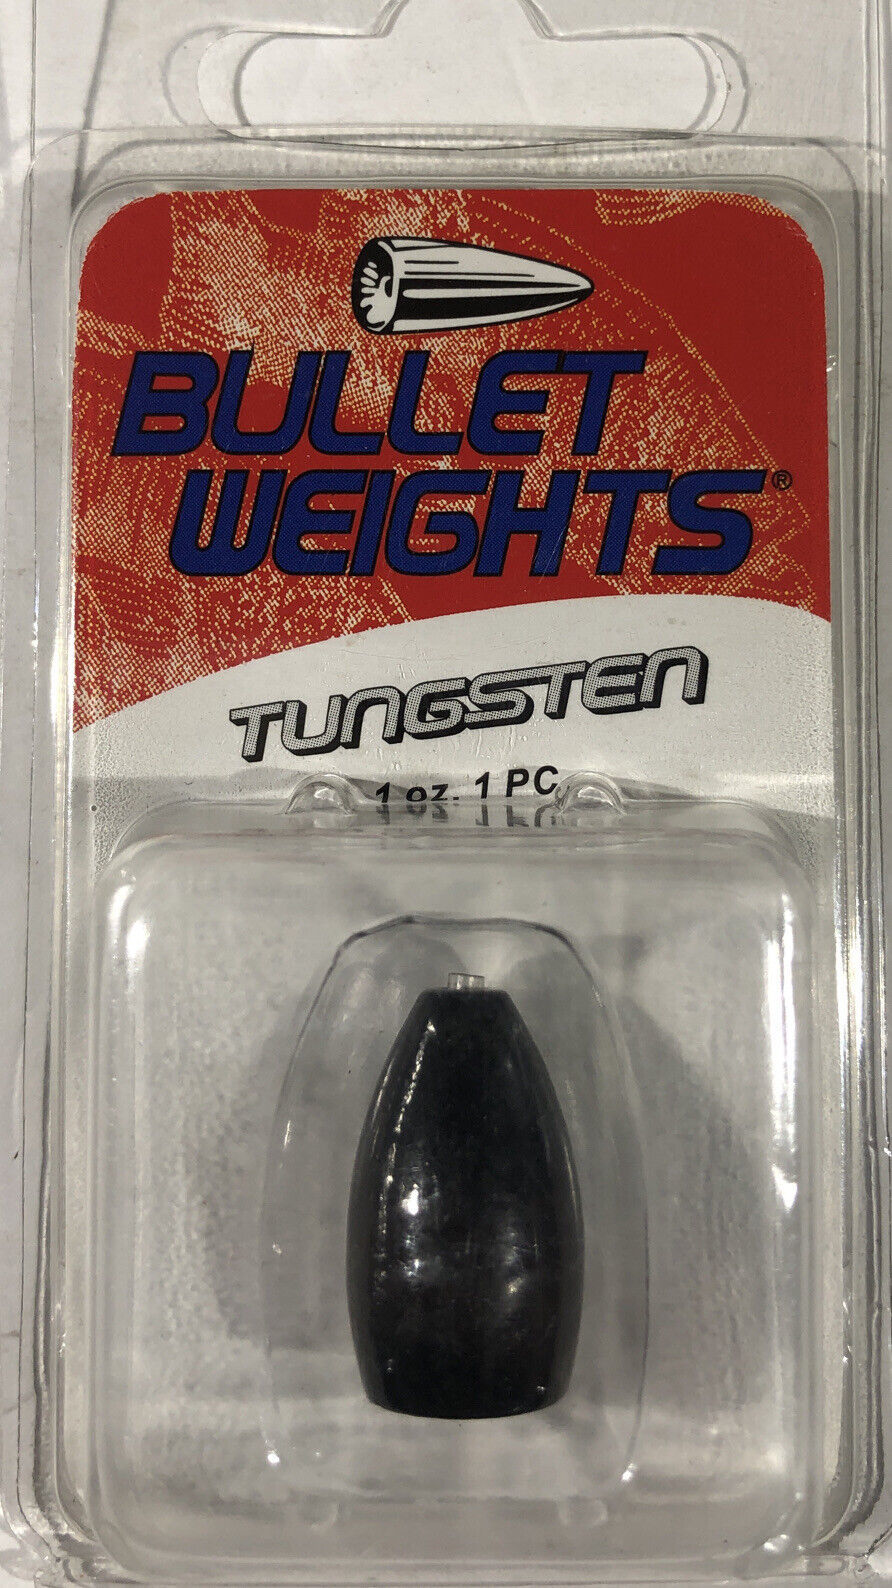 BULLET
WEIGHTS®
TUNGSTEN
1 oz. 1 PC